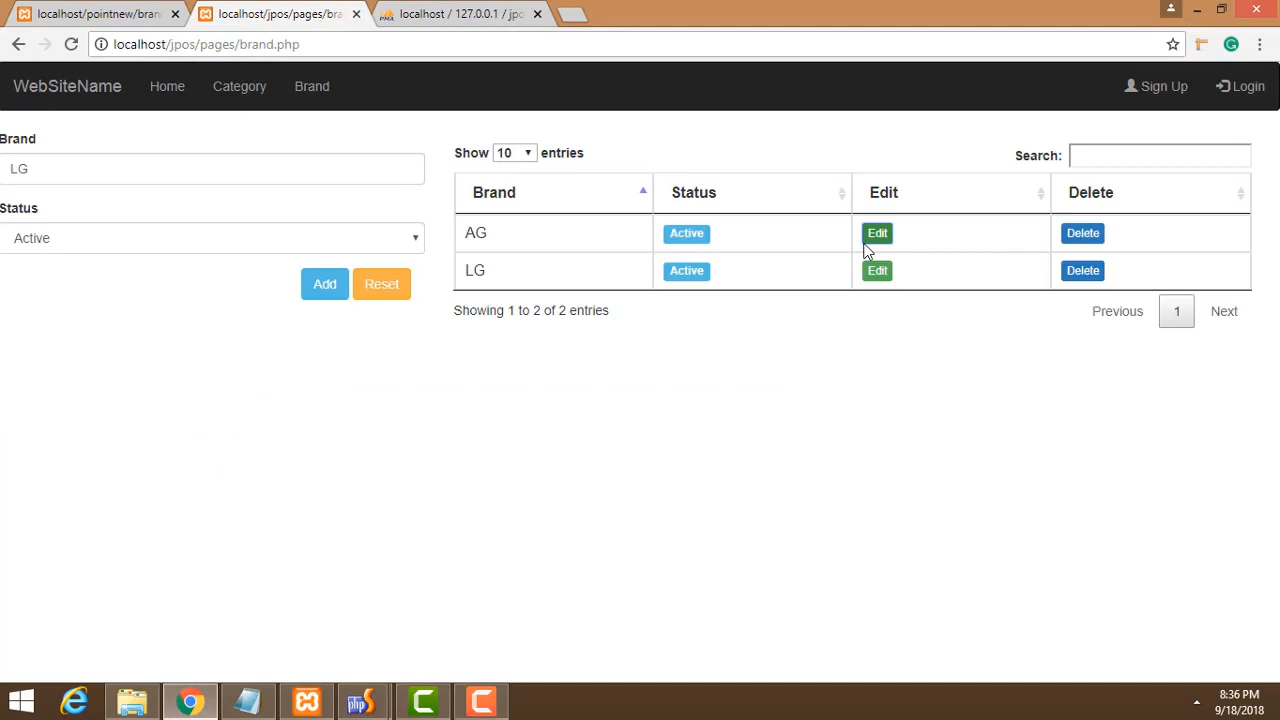 localhost/pointnew/bran
localhost/jpos/pages/bra
localhost / 127.0.0.1 / jpo
localhost/jpos/pages/brand.php
WebSiteName Home Category Brand Sign Up Login
Brand
LG
Status
Active
Add Reset
Show 10 entries
Search:
Brand Status Edit Delete
AG Active Edit Delete
LG Active Edit Delete
Showing 1 to 2 of 2 entries
Previous 1 Next
8:36 PM
9/18/2018